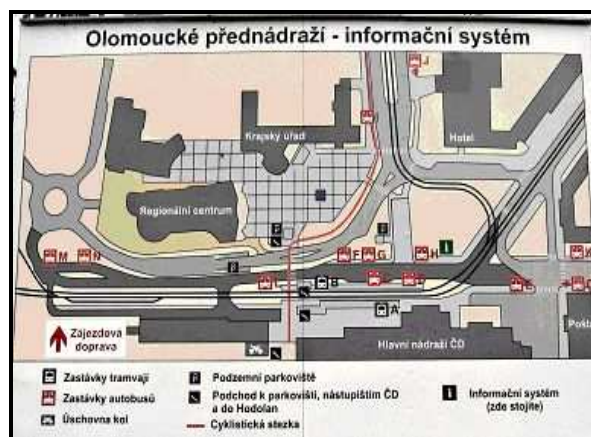 Olomoucké přednádraží - informační systém
J
Krajský úřad
Hotel
Regionální centrum
P
P
i
M
N
F
G
H
P
L
B
E
A
Zájezdová
doprava
Hlavní nádraží ČD
Zastávky tramvají
Zastávky autobusů
Úschovna kol
P
Podzemní parkoviště
Podchod k parkovišti, nástupištím ČD
a do Hodolan
Cyklistická stezka
i
Informační systém
(zde stojíte)